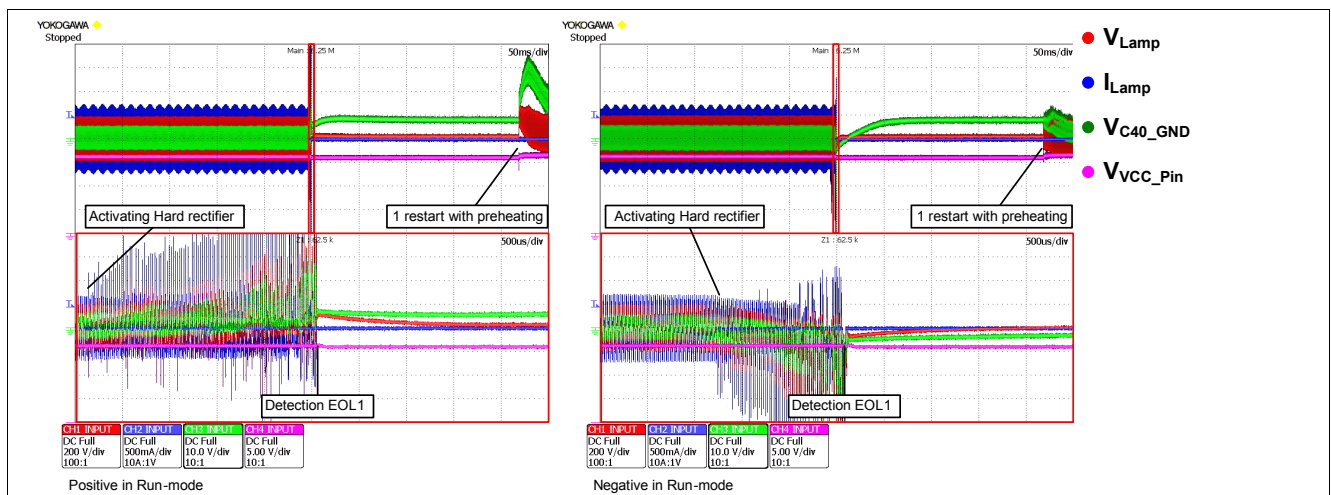 YOKOGAWA
Stopped
Main : 6.25 M
50ms/div
Activating Hard rectifier
1 restart with preheating
Z1 : 62.5 k
500us/div
Detection EOL1
CH1 INPUT
DC Full
200 V/div
100:1
CH2 INPUT
DC Full
500mA/div
10A:1V
CH3 INPUT
DC Full
10.0 V/div
10:1
CH4 INPUT
DC Full
5.00 V/div
10:1
Positive in Run-mode
YOKOGAWA
Stopped
Main : 6.25 M
50ms/div
Activating Hard rectifier
1 restart with preheating
Z1 : 62.5 k
500us/div
Detection EOL1
CH1 INPUT
DC Full
200 V/div
100:1
CH2 INPUT
DC Full
500mA/div
10A:1V
CH3 INPUT
DC Full
10.0 V/div
10:1
CH4 INPUT
DC Full
5.00 V/div
10:1
Negative in Run-mode
VLamp
ILamp
VC40_GND
VVCC_Pin